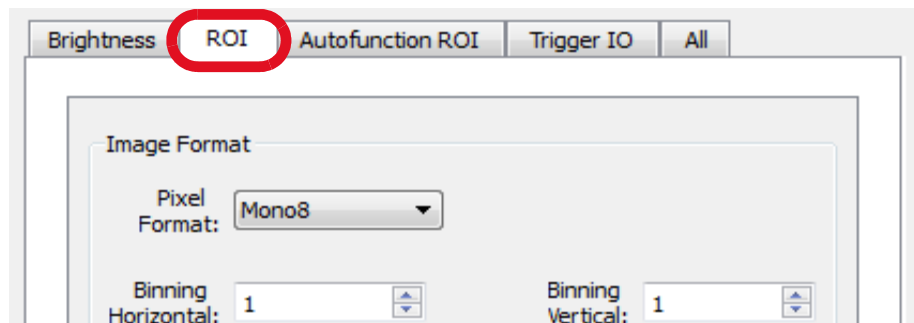 Brightness ROI Autofunction ROI Trigger IO All
Image Format
Pixel
Format: Mono8
Binning Binning
Horizontal: 1 Vertical: 1